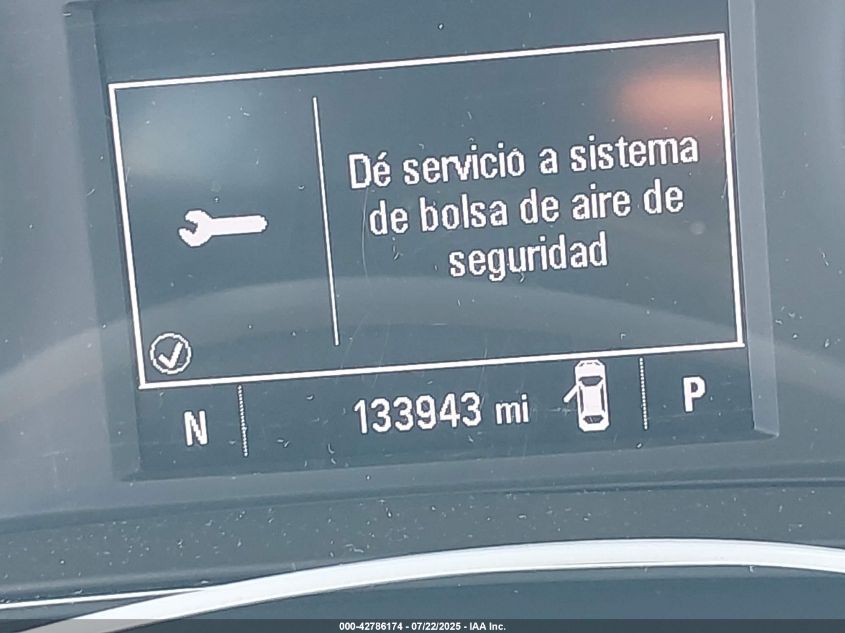 Dé servicio a sistema
de bolsa de aire de
seguridad
N 133943 mi P
000-42786174 - 07/22/2025 - IAA Inc.